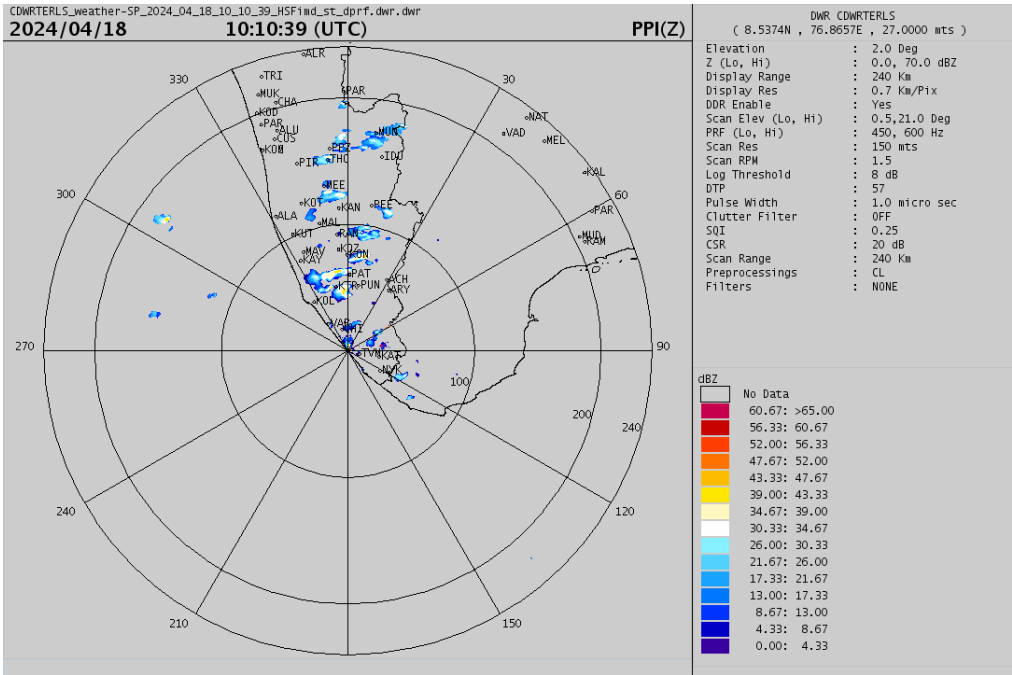 CDWRTERLS_weather-SP_2024_04_18_10_10_39_HSFimd_st_dprf.dwr.dwr
2024/04/18 10:10:39 (UTC) PPI(Z)
ALR
TRI
330
30
MUK
PAR
CHA
KOD
NAT
PAR
ALU
MUN
VAD
CUS
MEL
KOM
PEZ
THO
IDU
PIR
KAL
MEE
300
60
KOT
KAN
PEE
PAR
ALA
MAL
KUT
RAN
MUD
RAM
MAV
KOZ
KON
KAY
PAT
ACH
KTR
PUN
ARY
KOL
VAR
270
90
TVM
KAT
NYK
100
200
240
240
120
210
150
DWR CDWRTERLS
( 8.5374N , 76.8657E , 27.0000 mts )
Elevation : 2.0 Deg
Z (Lo, Hi) : 0.0, 70.0 dBZ
Display Range : 240 Km
Display Res : 0.7 Km/Pix
DDR Enable : Yes
Scan Elev (Lo, Hi) : 0.5,21.0 Deg
PRF (Lo, Hi) : 450, 600 Hz
Scan Res : 150 mts
Scan RPM : 1.5
Log Threshold : 8 dB
DTP : 57
Pulse Width : 1.0 micro sec
Clutter Filter : OFF
SQI : 0.25
CSR : 20 dB
Scan Range : 240 Km
Preprocessings : CL
Filters : NONE
dBZ
No Data
60.67: >65.00
56.33: 60.67
52.00: 56.33
47.67: 52.00
43.33: 47.67
39.00: 43.33
34.67: 39.00
30.33: 34.67
26.00: 30.33
21.67: 26.00
17.33: 21.67
13.00: 17.33
8.67: 13.00
4.33: 8.67
0.00: 4.33